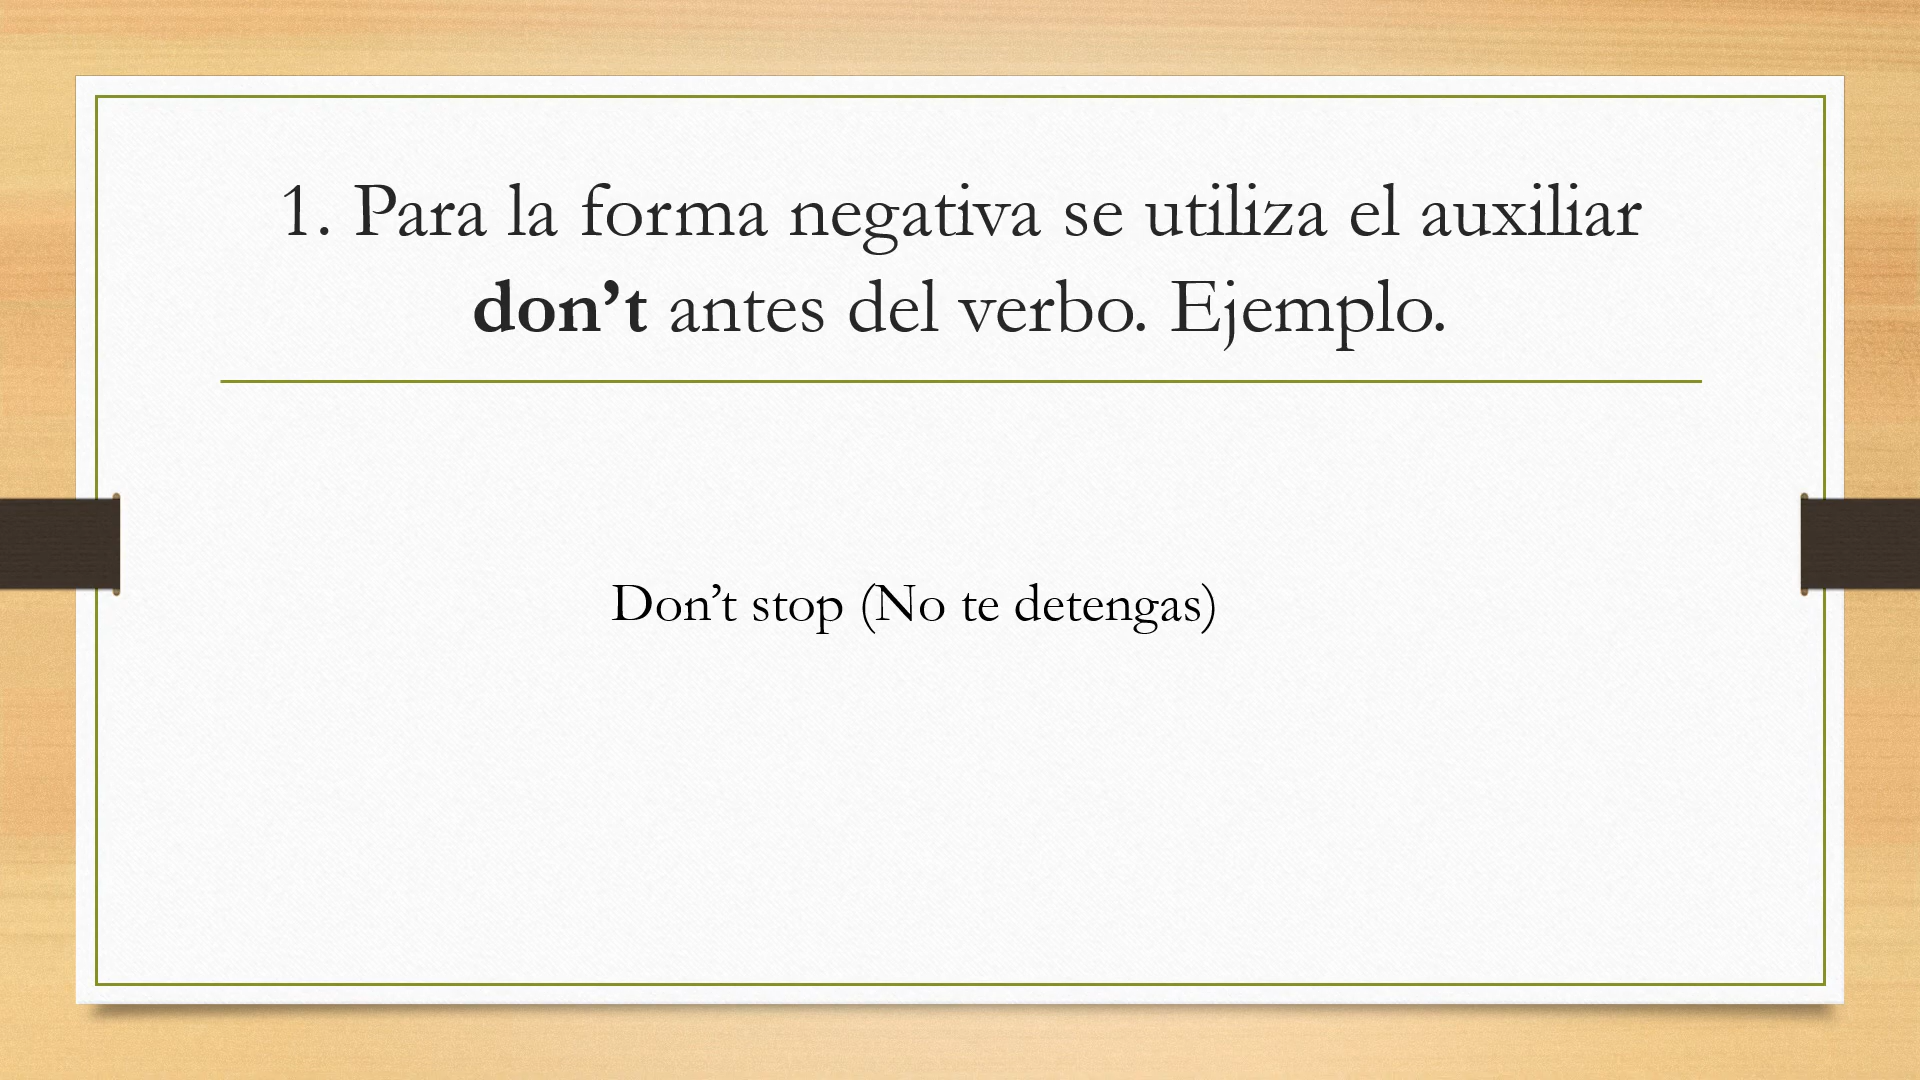 1. Para la forma negativa se utiliza el auxiliar
don’t antes del verbo. Ejemplo.
Don’t stop (No te detengas)